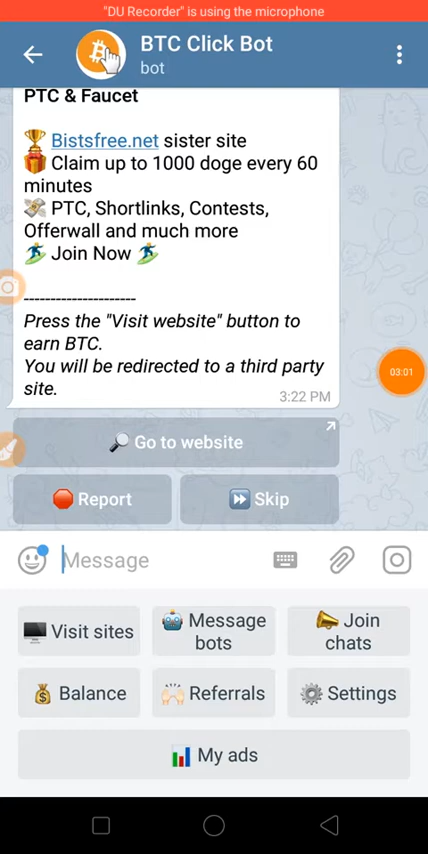 "DU Recorder" is using the microphone
BTC Click Bot
bot
PTC & Faucet
🏆 Bistsfree.net sister site
🎁 Claim up to 1000 doge every 60
minutes
💸 PTC, Shortlinks, Contests,
Offerwall and much more
🏄 Join Now 🏄
---------------------
Press the "Visit website" button to
earn BTC.
You will be redirected to a third party
site.
3:22 PM
03:01
🔎 Go to website
🛑 Report
⏩ Skip
Message
🖥 Visit sites
🤖 Message
bots
📣 Join
chats
💰 Balance
🙌🏻 Referrals
⚙ Settings
📊 My ads